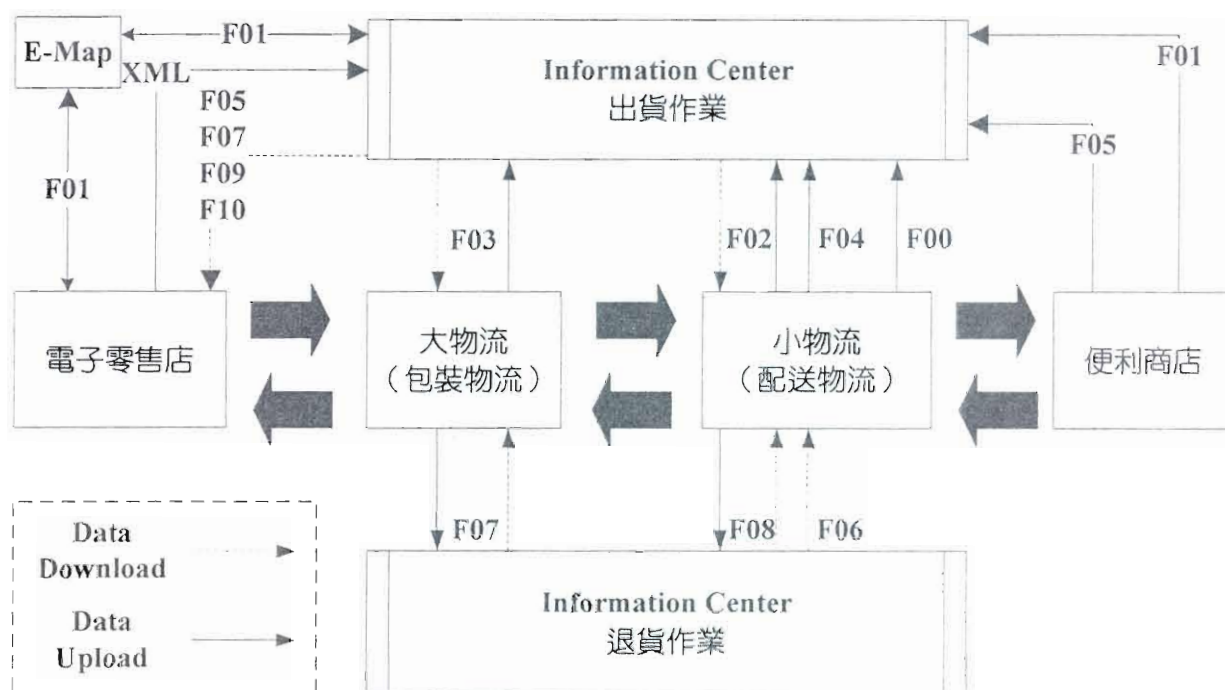 E-Map
F01
XML
F05
F07
F09
F10
F01
Information Center
出貨作業
F01
F05
F03
F02
F04
F00
電子零售店
大物流
（包裝物流）
小物流
（配送物流）
便利商店
F07
F08
F06
Data
Download
Data
Upload
Information Center
退貨作業